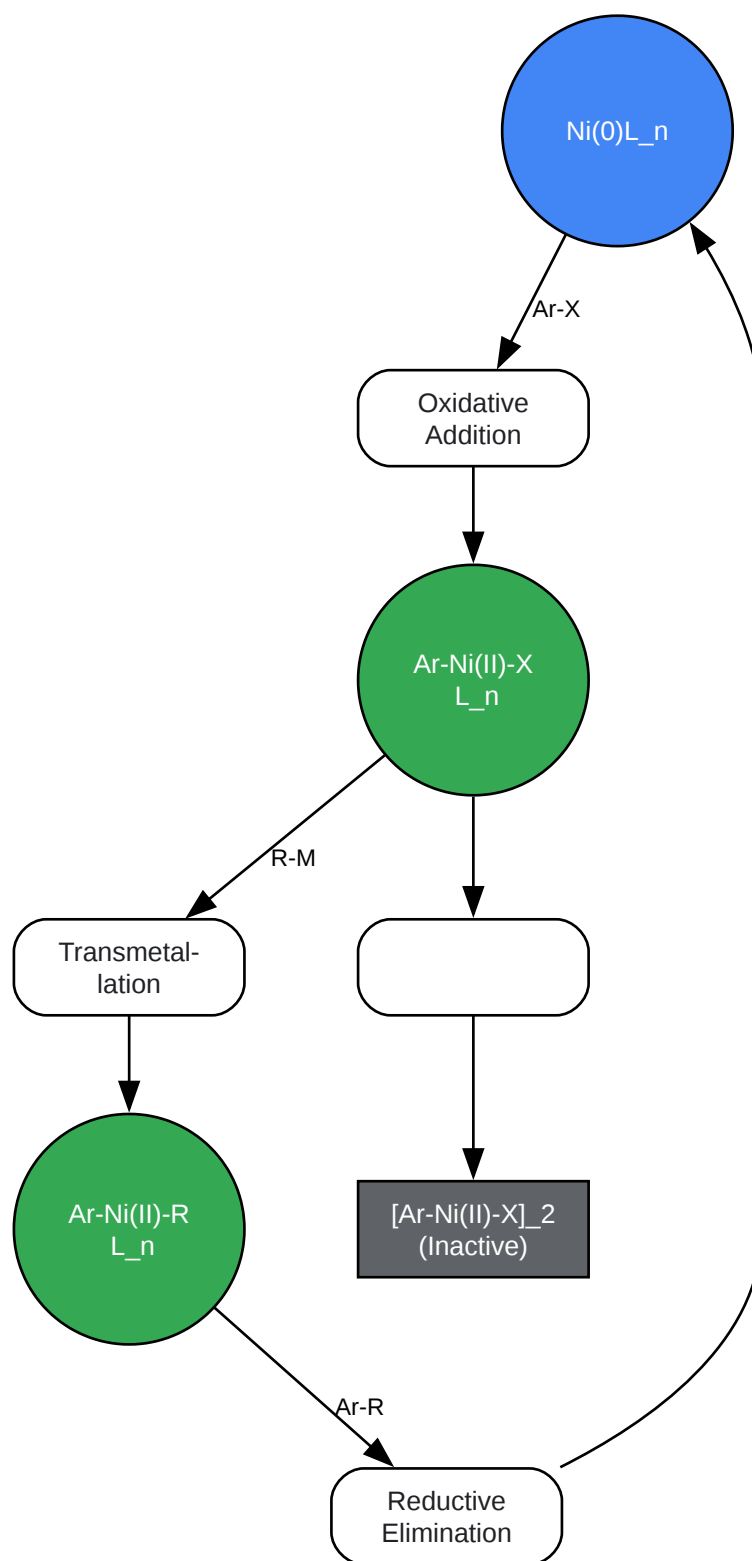 Ni(0)L_n
Ar-X
Oxidative
Addition
Ar-Ni(II)-X
L_n
R-M
Transmetal-
lation
Ar-Ni(II)-R
L_n
[Ar-Ni(II)-X]_2
(Inactive)
Ar-R
Reductive
Elimination